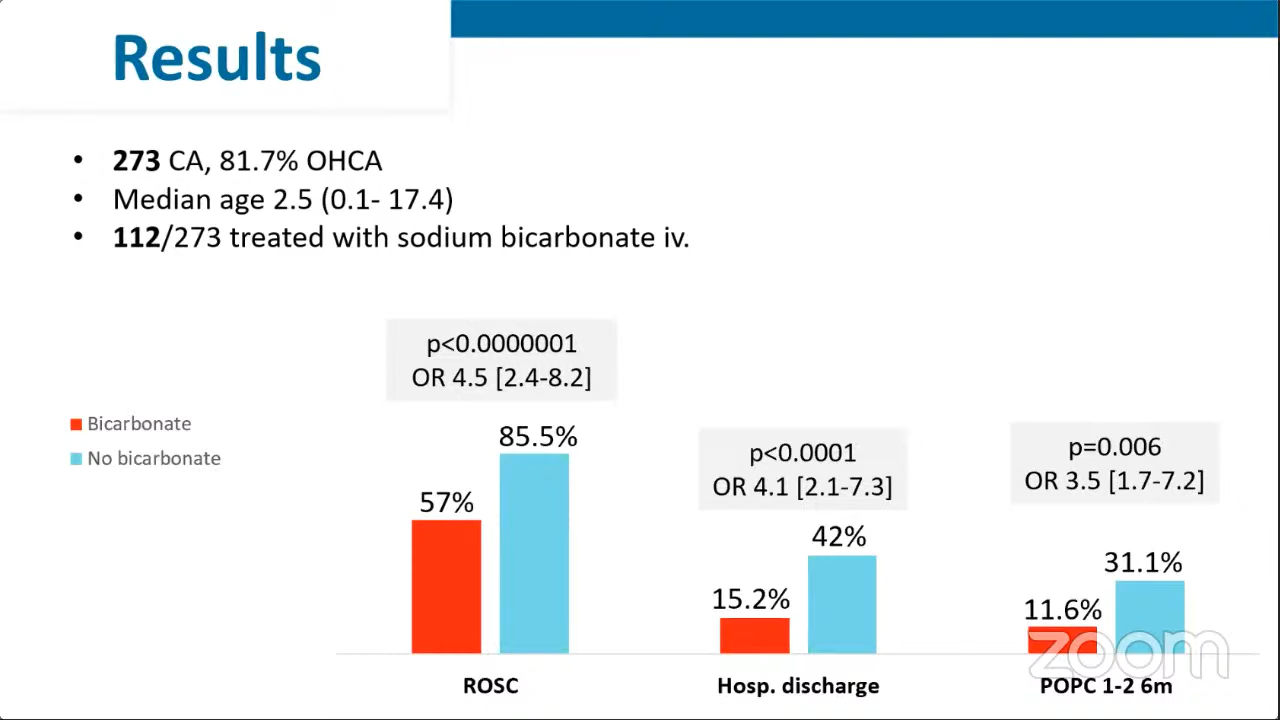 Results
• 273 CA, 81.7% OHCA
• Median age 2.5 (0.1- 17.4)
• 112/273 treated with sodium bicarbonate iv.
Bicarbonate
No bicarbonate
p<0.0000001
OR 4.5 [2.4-8.2]
57%
85.5%
ROSC
p<0.0001
OR 4.1 [2.1-7.3]
15.2%
42%
Hosp. discharge
p=0.006
OR 3.5 [1.7-7.2]
11.6%
31.1%
POPC 1-2 6m
zoom